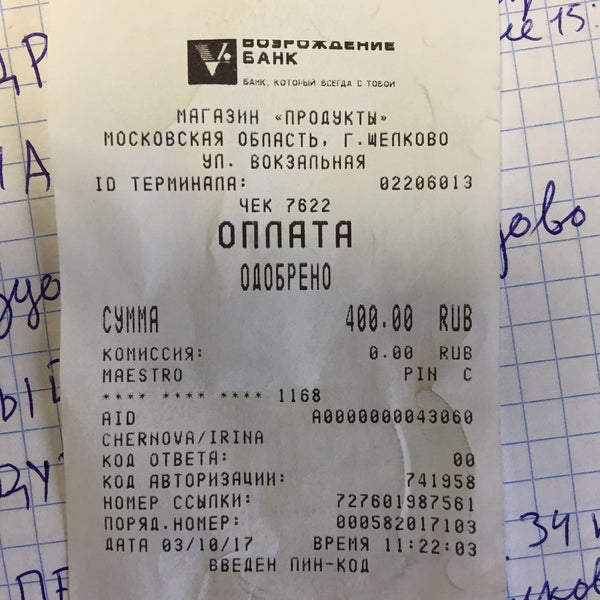 ВОЗРОЖДЕНИЕ
БАНК
БАНК, КОТОРЫЙ ВСЕГДА С ТОБОЙ
МАГАЗИН «ПРОДУКТЫ»
МОСКОВСКАЯ ОБЛАСТЬ, Г.ЩЕЛКОВО
УЛ. ВОКЗАЛЬНАЯ
ID ТЕРМИНАЛА: 02206013
ЧЕК 7622
ОПЛАТА
ОДОБРЕНО
СУММА 400.00 RUB
КОМИССИЯ: 0.00 RUB
MAESTRO PIN C
**** **** **** 1168
AID A0000000043060
CHERNOVA/IRINA
КОД ОТВЕТА: 00
КОД АВТОРИЗАЦИИ: 741958
НОМЕР ССЫЛКИ: 727601987561
ПОРЯД.НОМЕР: 000582017103
ДАТА 03/10/17 ВРЕМЯ 11:22:03
ВВЕДЕН ПИН-КОД
15:
34